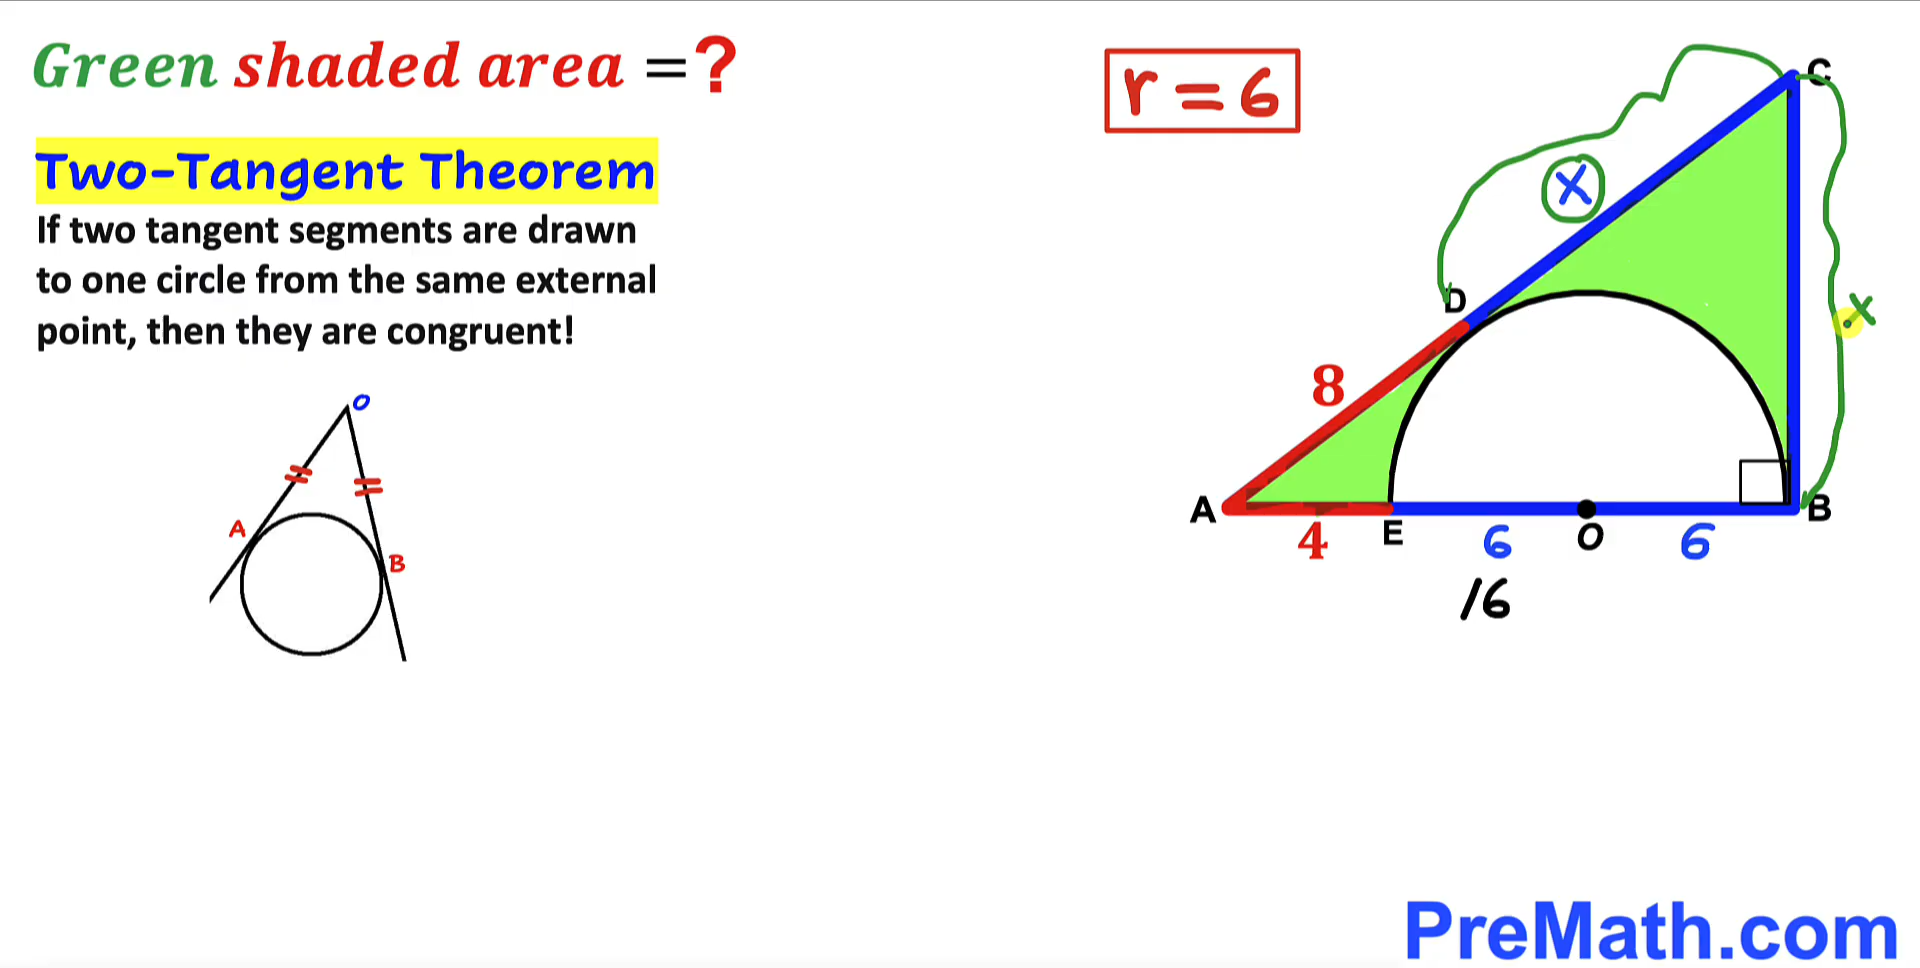 Green shaded area =?
r = 6
Two-Tangent Theorem
If two tangent segments are drawn
to one circle from the same external
point, then they are congruent!
O
A
B
C
X
D
X
8
A
B
4
E
6
O
6
16
PreMath.com